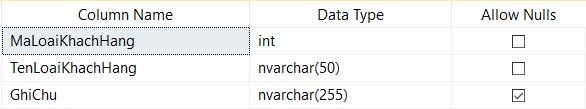 Column Name Data Type Allow Nulls
MaLoaiKhachHang int
TenLoaiKhachHang nvarchar(50)
GhiChu nvarchar(255)